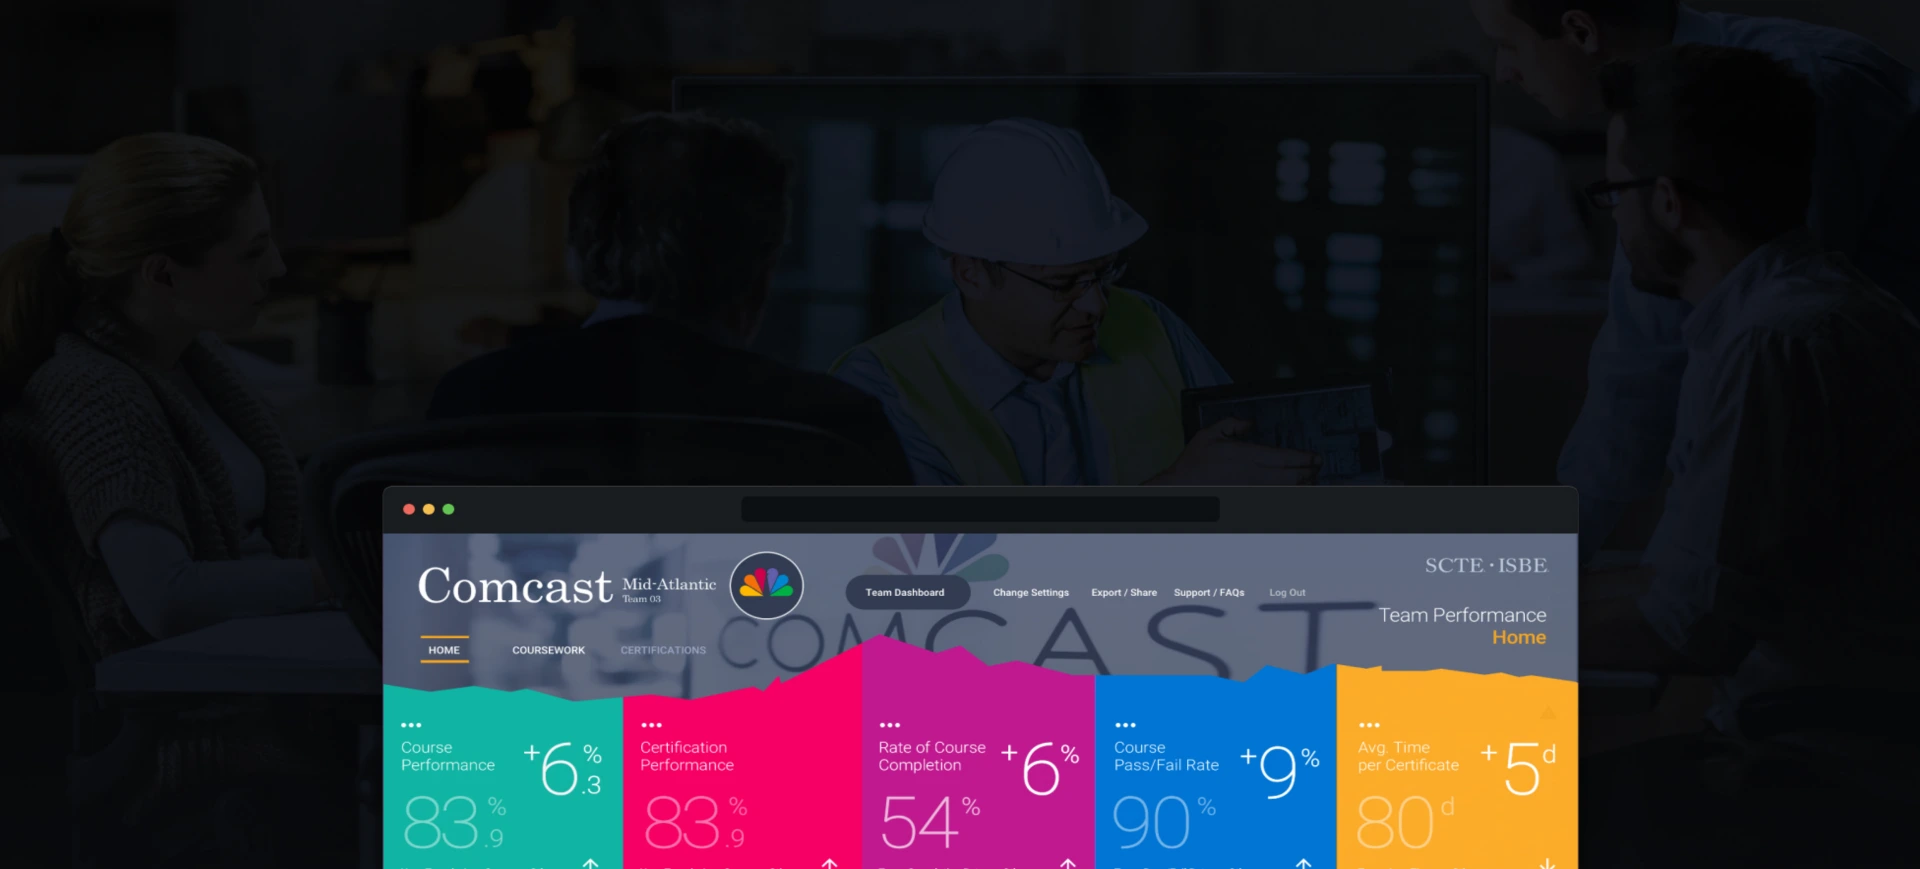 Comcast Mid-Atlantic
Team 03
Team Dashboard
Change Settings
Export / Share
Support / FAQs
Log Out
SCTE · ISBE
Team Performance
Home
HOME
COURSEWORK
CERTIFICATIONS
COMCAST
Course
Performance
+6.3%
83.9%
Certification
Performance
83.9%
Rate of Course
Completion
+6%
54%
Course
Pass/Fail Rate
+9%
90%
Avg. Time
per Certificate
+5d
80d